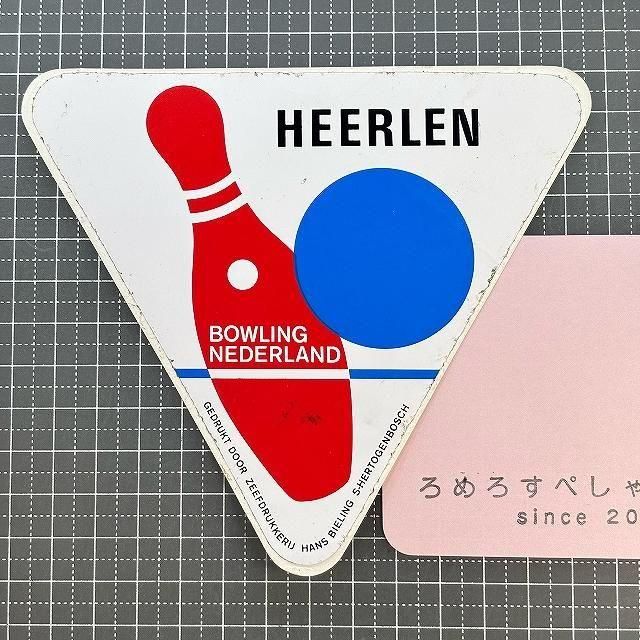 HEERLEN
BOWLING
NEDERLAND
GEDRUKT DOOR ZEEFDRUKKERIJ HANS BIELING S-HERTOGENBOSCH
ろめろすぺしゃ
since 20